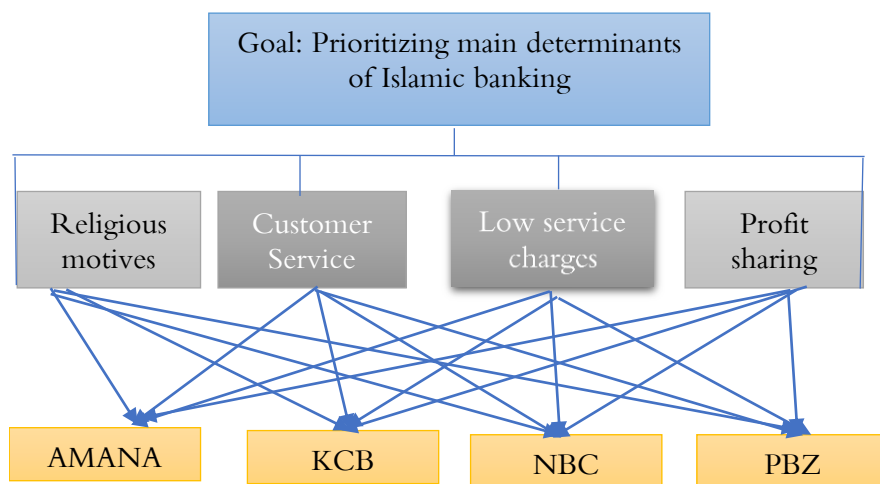 Goal: Prioritizing main determinants
of Islamic banking
Religious
motives
Customer
Service
Low service
charges
Profit
sharing
AMANA
KCB
NBC
PBZ